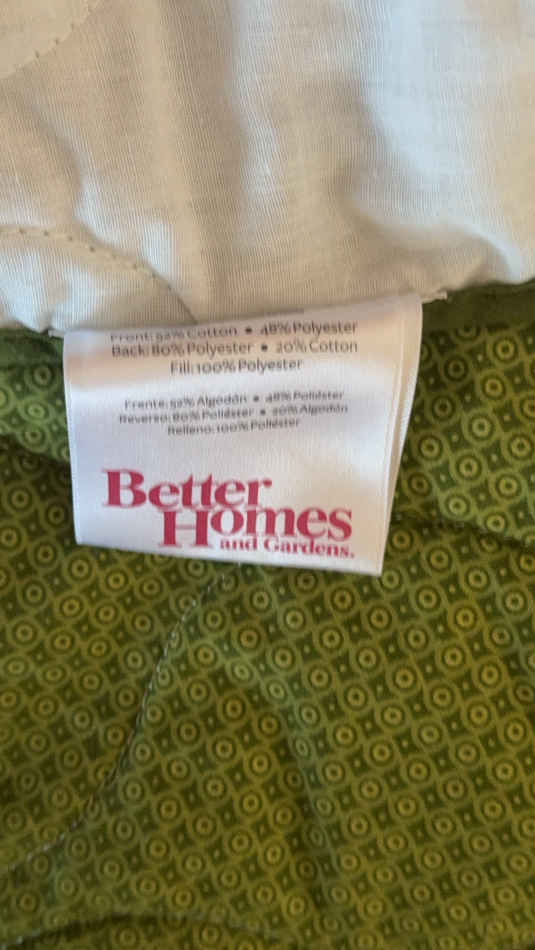 Front: 52% Cotton • 48% Polyester
Back: 80% Polyester • 20% Cotton
Fill: 100% Polyester
Frente: 52% Algodón • 48% Poliéster
Reverso: 80% Poliéster • 20% Algodón
Relleno: 100% Poliéster
Better
Homes
and Gardens.